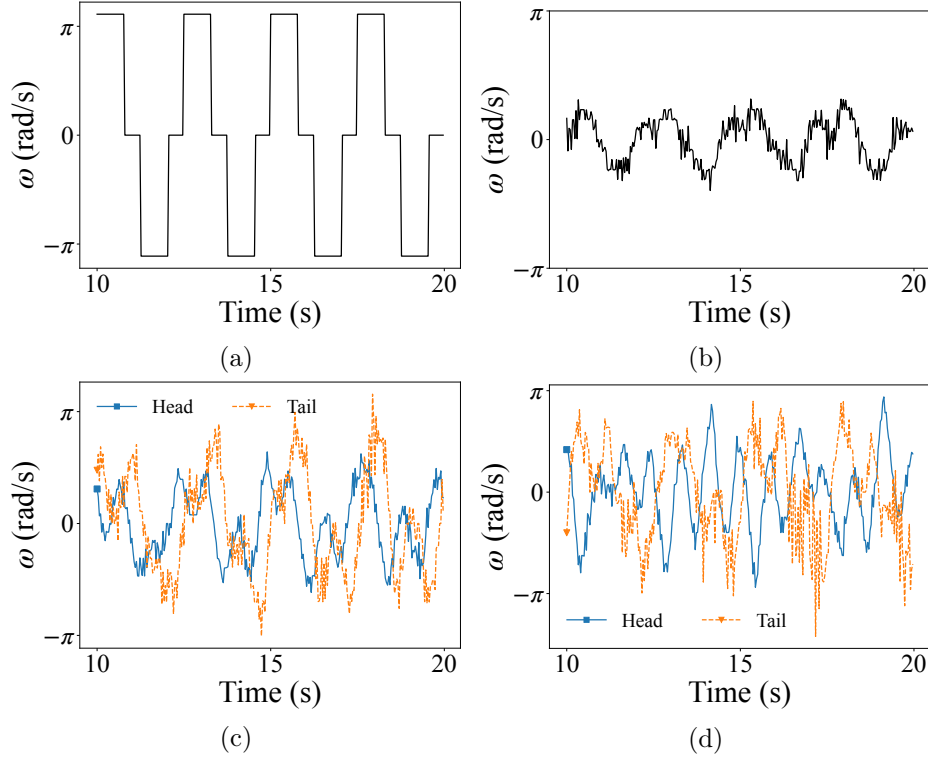 π
0
−π
ω (rad/s)
10 15 20
Time (s)
(a)
π
0
−π
ω (rad/s)
10 15 20
Time (s)
(b)
Head Tail
π
0
−π
ω (rad/s)
10 15 20
Time (s)
(c)
π
0
−π
ω (rad/s)
Head Tail
10 15 20
Time (s)
(d)